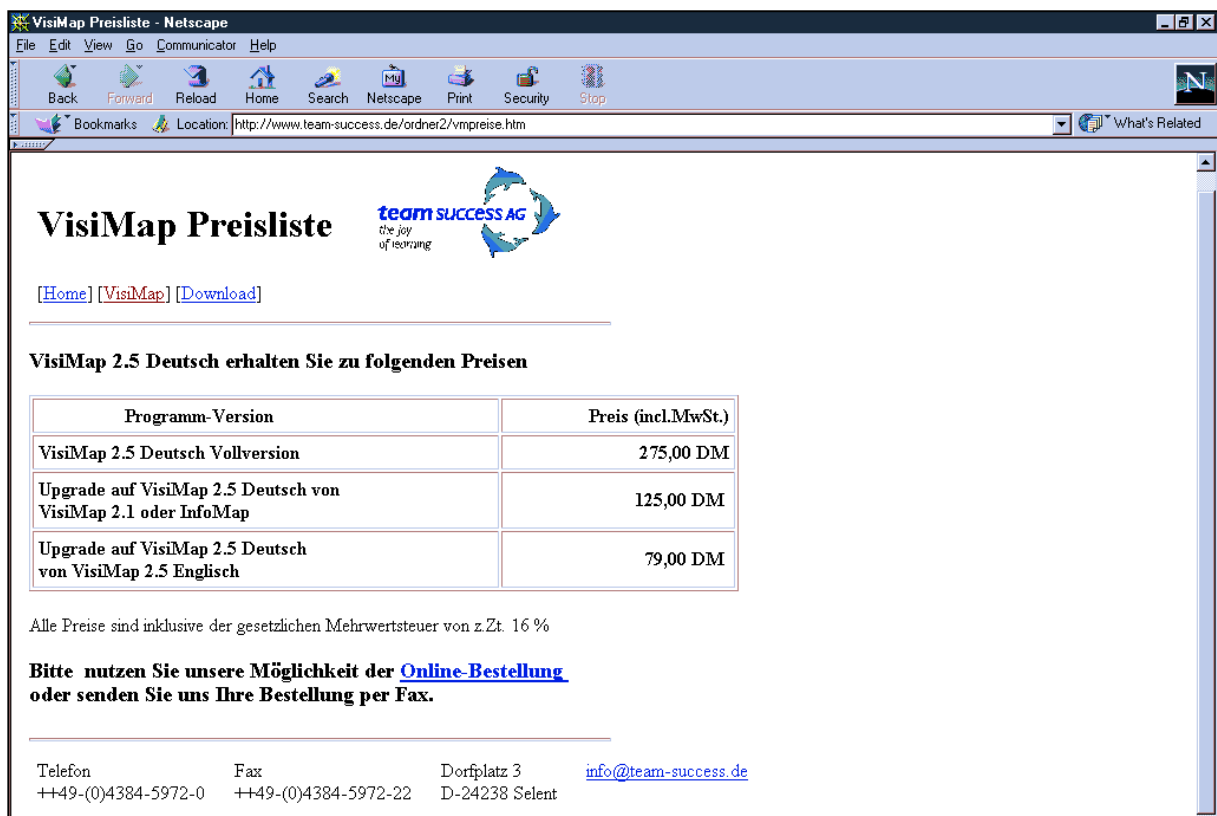 VisiMap Preisliste - Netscape
File Edit View Go Communicator Help
My
Back Forward Reload Home Search Netscape Print Security Stop
N
Bookmarks Location: http://www.team-success.de/ordner2/vmpreise.htm What's Related
VisiMap Preisliste
team success AG
the joy
of learning
[Home] [VisiMap] [Download]
VisiMap 2.5 Deutsch erhalten Sie zu folgenden Preisen
Programm-Version Preis (incl.MwSt.)
VisiMap 2.5 Deutsch Vollversion 275,00 DM
Upgrade auf VisiMap 2.5 Deutsch von
VisiMap 2.1 oder InfoMap 125,00 DM
Upgrade auf VisiMap 2.5 Deutsch
von VisiMap 2.5 Englisch 79,00 DM
Alle Preise sind inklusive der gesetzlichen Mehrwertsteuer von z.Zt. 16 %
Bitte nutzen Sie unsere Möglichkeit der Online-Bestellung
oder senden Sie uns Ihre Bestellung per Fax.
Telefon Fax Dorfplatz 3 info@team-success.de
++49-(0)4384-5972-0 ++49-(0)4384-5972-22 D-24238 Selent